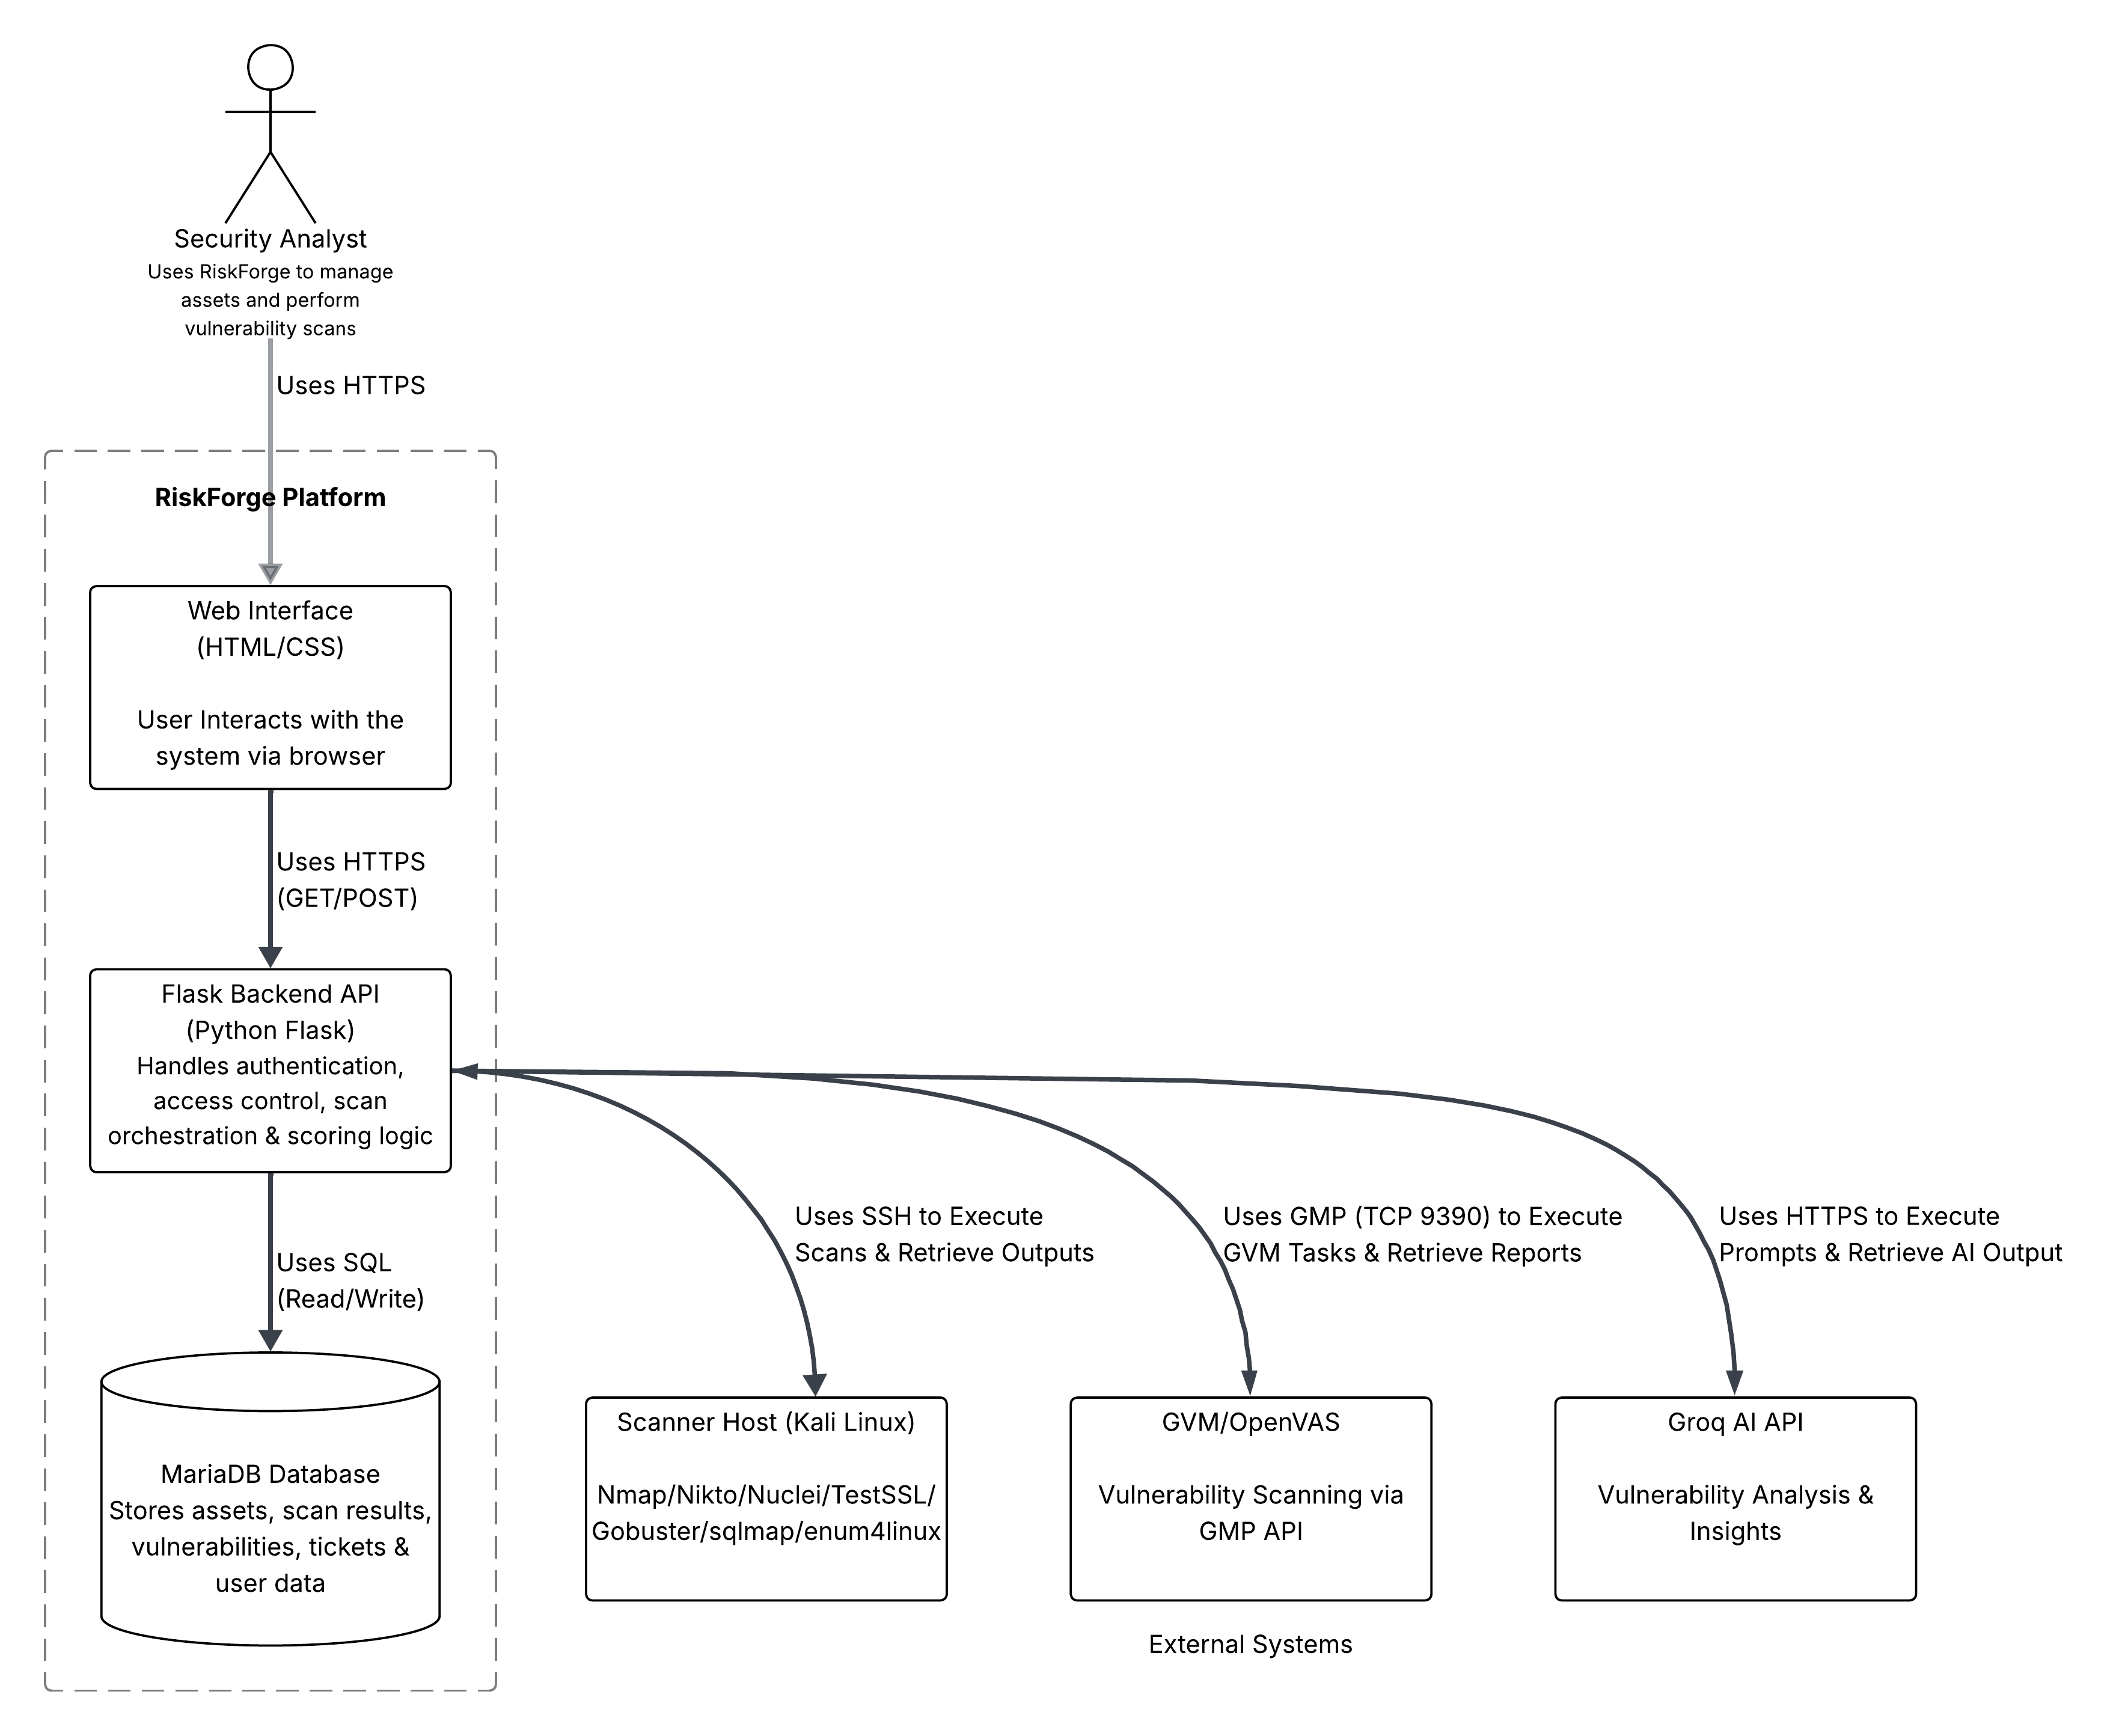 Security Analyst
Uses RiskForge to manage
assets and perform
vulnerability scans
Uses HTTPS
RiskForge Platform
Web Interface
(HTML/CSS)
User Interacts with the
system via browser
Uses HTTPS
(GET/POST)
Flask Backend API
(Python Flask)
Handles authentication,
access control, scan
orchestration & scoring logic
Uses SQL
(Read/Write)
MariaDB Database
Stores assets, scan results,
vulnerabilities, tickets &
user data
Uses SSH to Execute
Scans & Retrieve Outputs
Uses GMP (TCP 9390) to Execute
GVM Tasks & Retrieve Reports
Uses HTTPS to Execute
Prompts & Retrieve AI Output
Scanner Host (Kali Linux)
Nmap/Nikto/Nuclei/TestSSL/
Gobuster/sqlmap/enum4linux
GVM/OpenVAS
Vulnerability Scanning via
GMP API
Groq AI API
Vulnerability Analysis &
Insights
External Systems